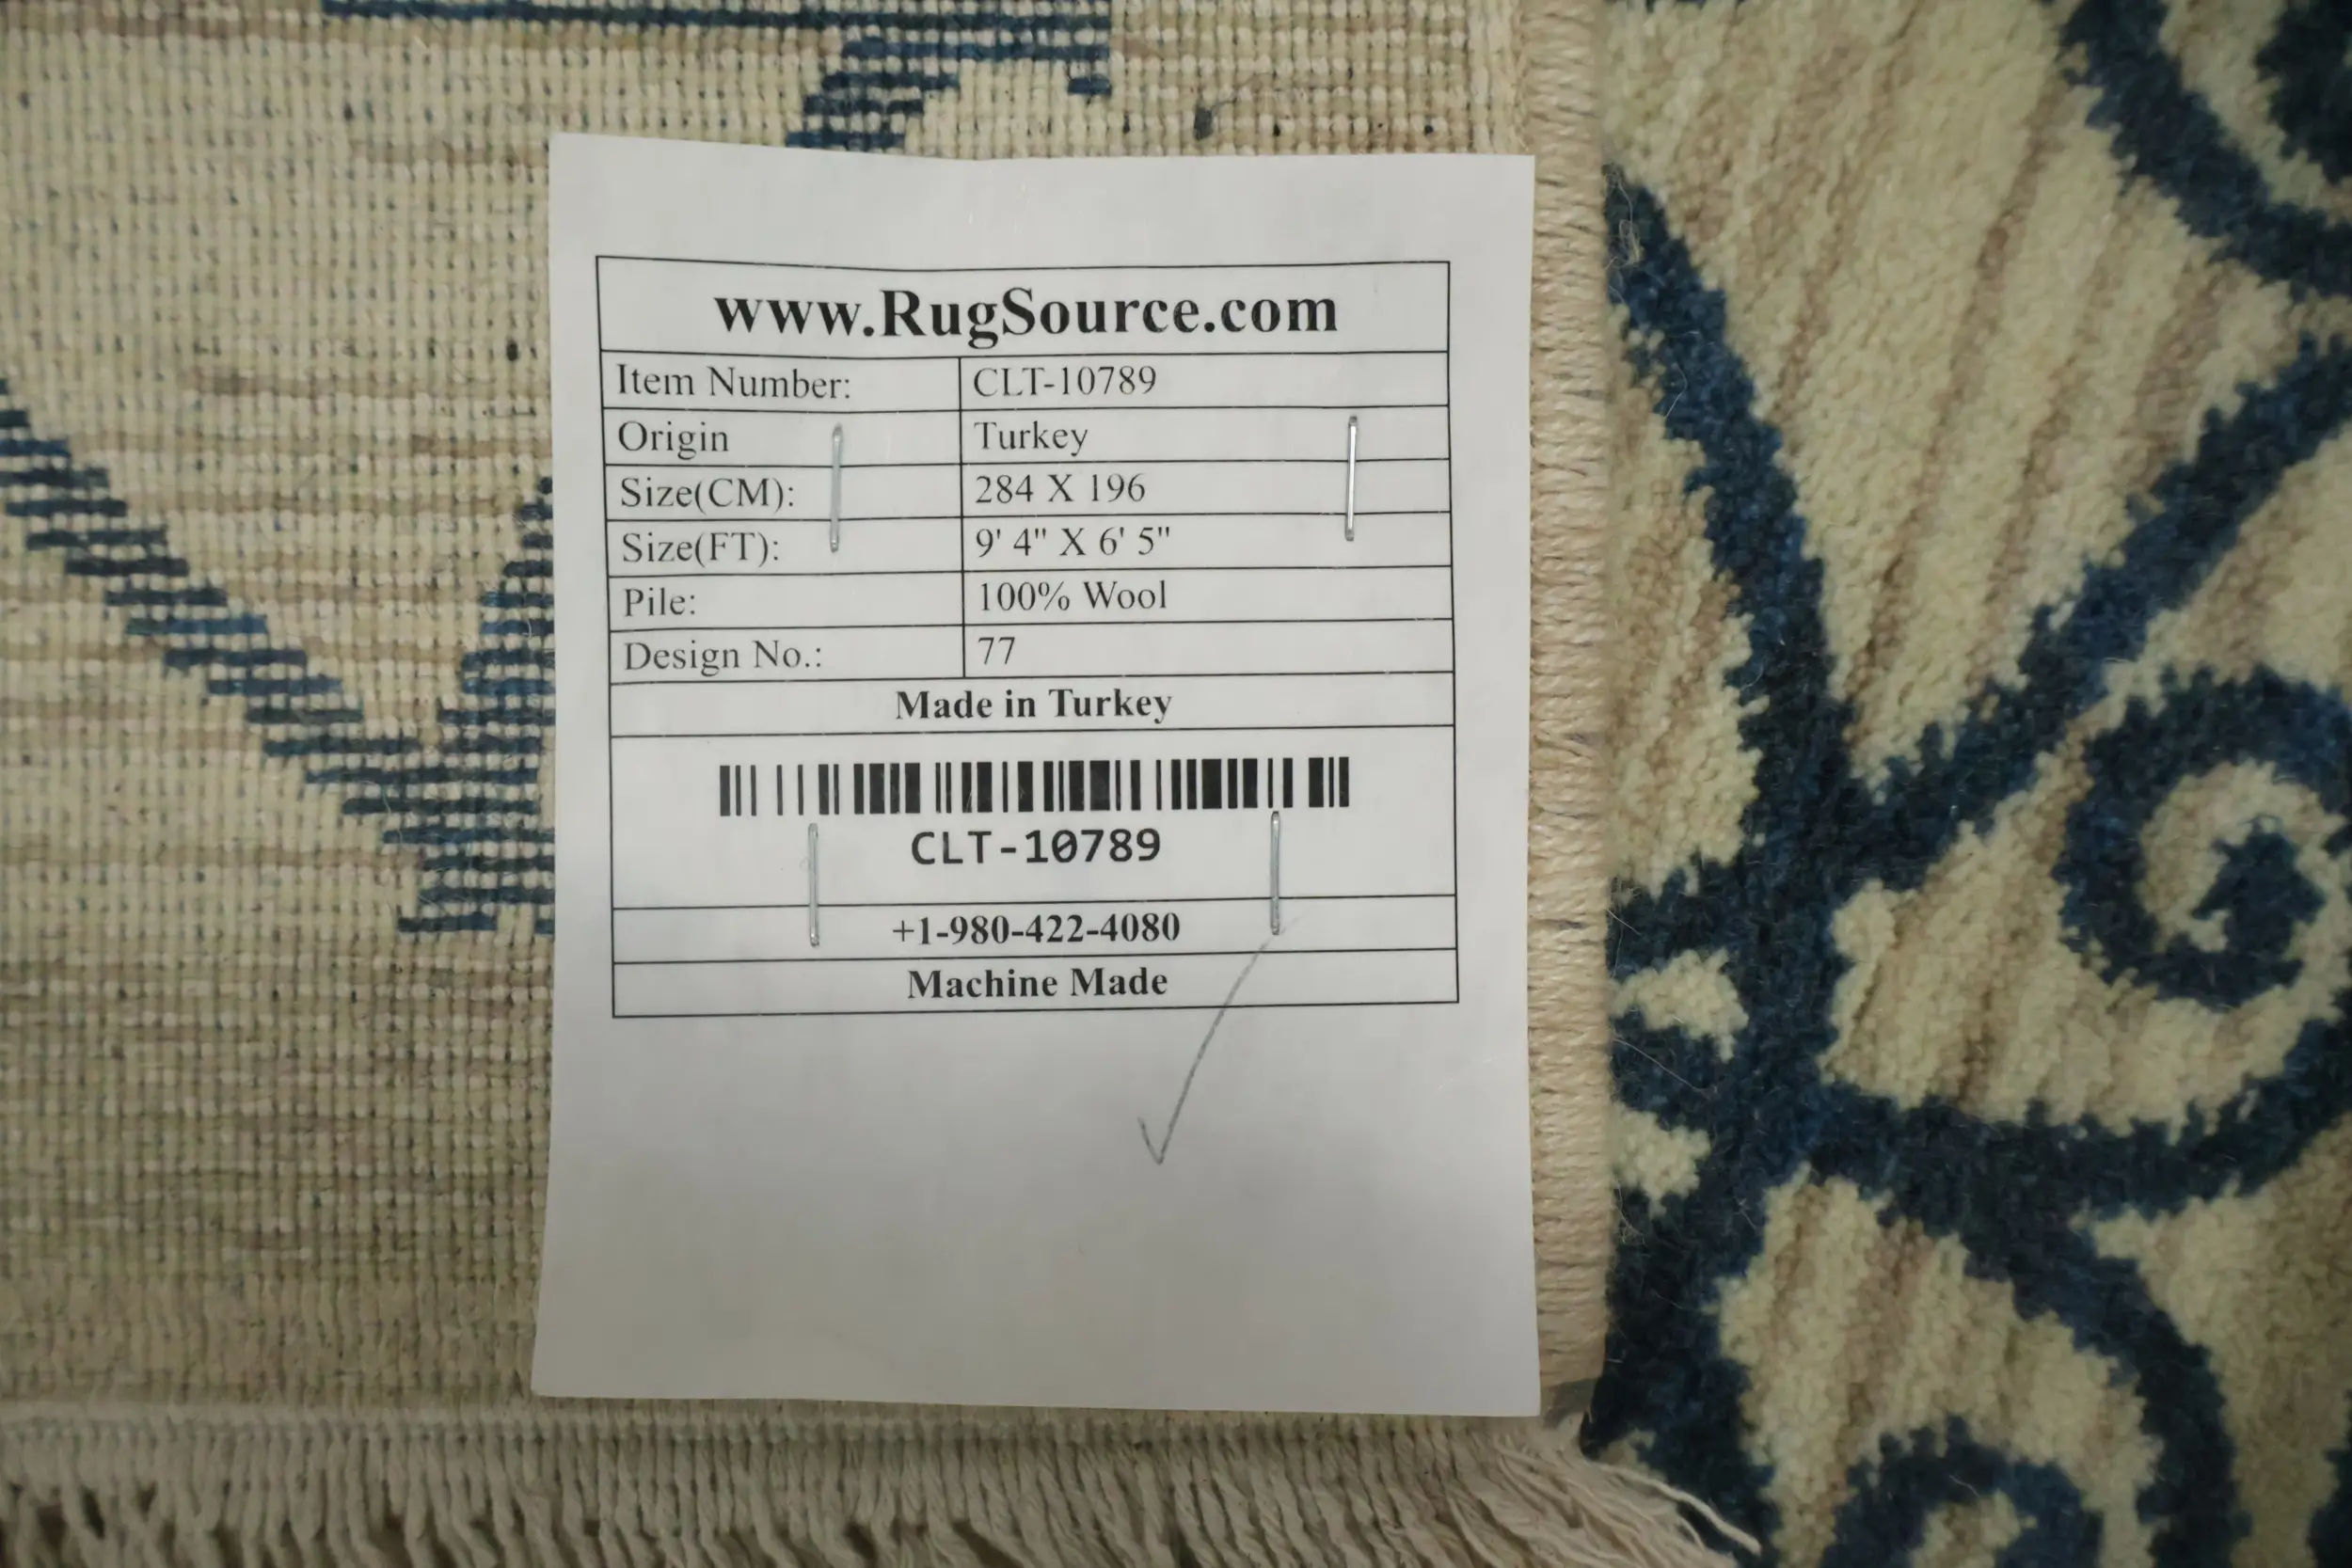 www.RugSource.com
Item Number: CLT-10789
Origin Turkey
Size(CM): 284 X 196
Size(FT): 9' 4" X 6' 5"
Pile: 100% Wool
Design No.: 77
Made in Turkey
CLT-10789
+1-980-422-4080
Machine Made